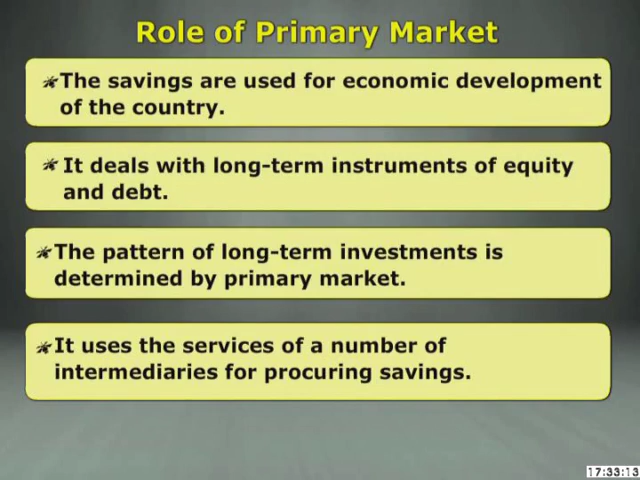 Role of Primary Market
The savings are used for economic development
of the country.
It deals with long-term instruments of equity
and debt.
The pattern of long-term investments is
determined by primary market.
It uses the services of a number of
intermediaries for procuring savings.
17:33:13